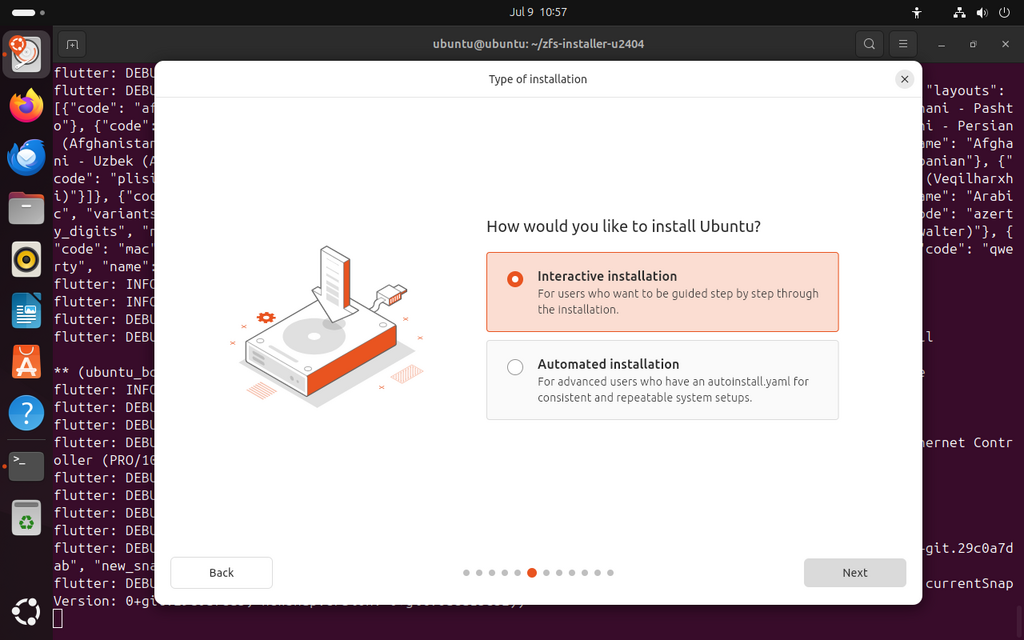 Jul 9 10:57
ubuntu@ubuntu: ~/zfs-installer-u2404
Type of installation
flutter: DEBU
flutter: DEBU "layouts":
[{"code": "af ani - Pasht
o"}, {"code": ni - Persian
(Afghanistan me": "Afgha
ni - Uzbek (A banian"}, {"
code": "plisi (Veqilharxh
i)"}]}, {"cod ame": "Arabi
c", "variants ode": "azert
y_digits", "n walter)"}, {
"code": "mac" "code": "qwe
rty", "name":
flutter: INFO
flutter: INFO
flutter: DEBU
flutter: DEBU
** (ubuntu_bo
flutter: INFO
flutter: DEBU
flutter: DEBU
flutter: DEBU hernet Contr
oller (PRO/10
flutter: DEBU
flutter: DEBU
flutter: DEBU
flutter: DEBU
flutter: DEBU +git.29c0a7d
ab", "new_sna
flutter: DEBU currentSnap
Version: 0+gi
How would you like to install Ubuntu?
Interactive installation
For users who want to be guided step by step through
the installation.
Automated installation
For advanced users who have an autoinstall.yaml for
consistent and repeatable system setups.
Back
Next